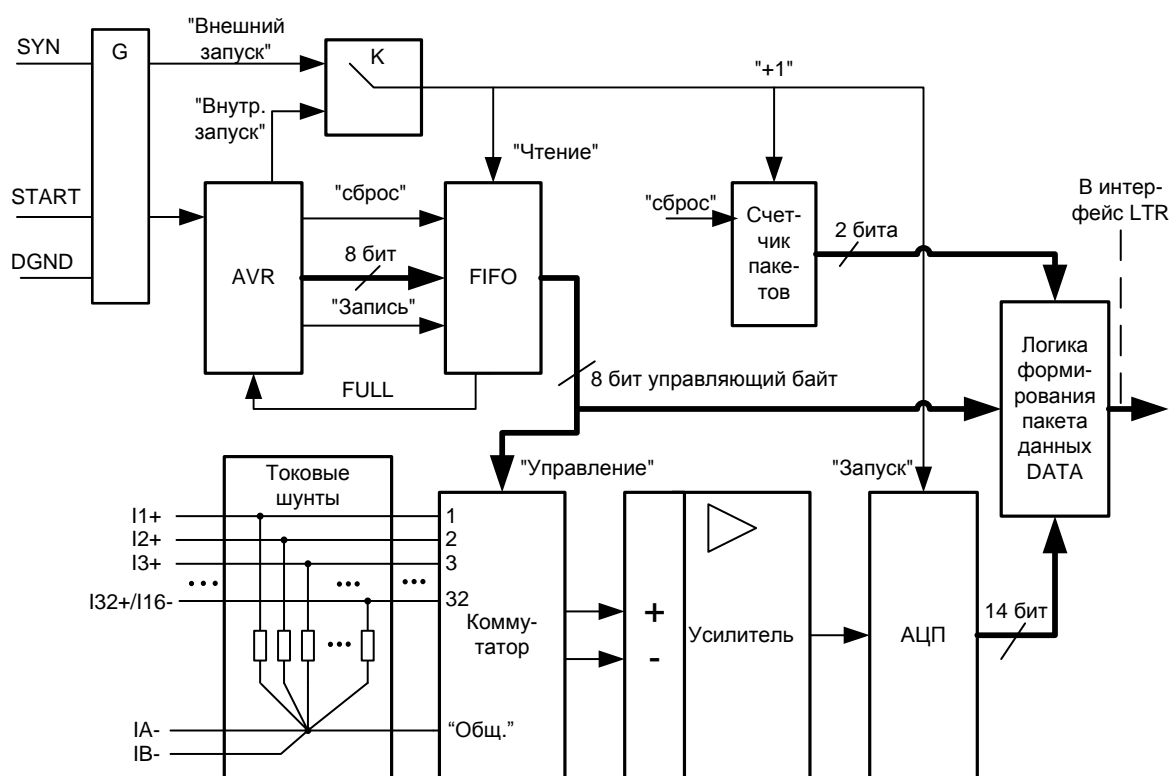 SYN
G
"Внешний
запуск"
K
"+1"
"Внутр.
запуск"
"Чтение"
START
DGND
AVR
"сброс"
8 бит
"Запись"
FULL
FIFO
"сброс"
Счет-
чик
паке-
тов
2 бита
В интер-
фейс LTR
8 бит управляющий байт
Логика
форми-
рования
пакета
данных
DATA
Токовые
шунты
"Управление"
"Запуск"
I1+
I2+
I3+
•••
•••
•••
I32+/I16-
•••
IA-
IB-
1
2
3
32
Комму-
татор
"Общ."
+
-
Усилитель
АЦП
14 бит